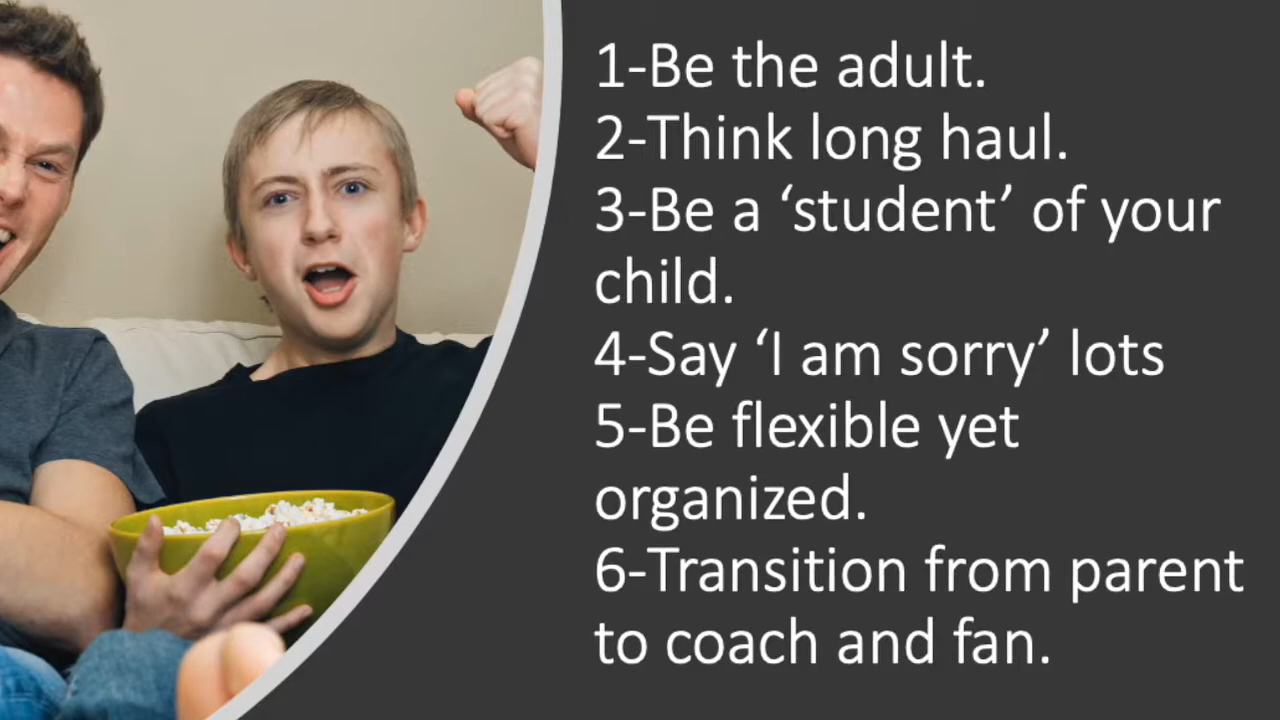 1-Be the adult.
2-Think long haul.
3-Be a ‘student’ of your
child.
4-Say ‘I am sorry’ lots
5-Be flexible yet
organized.
6-Transition from parent
to coach and fan.